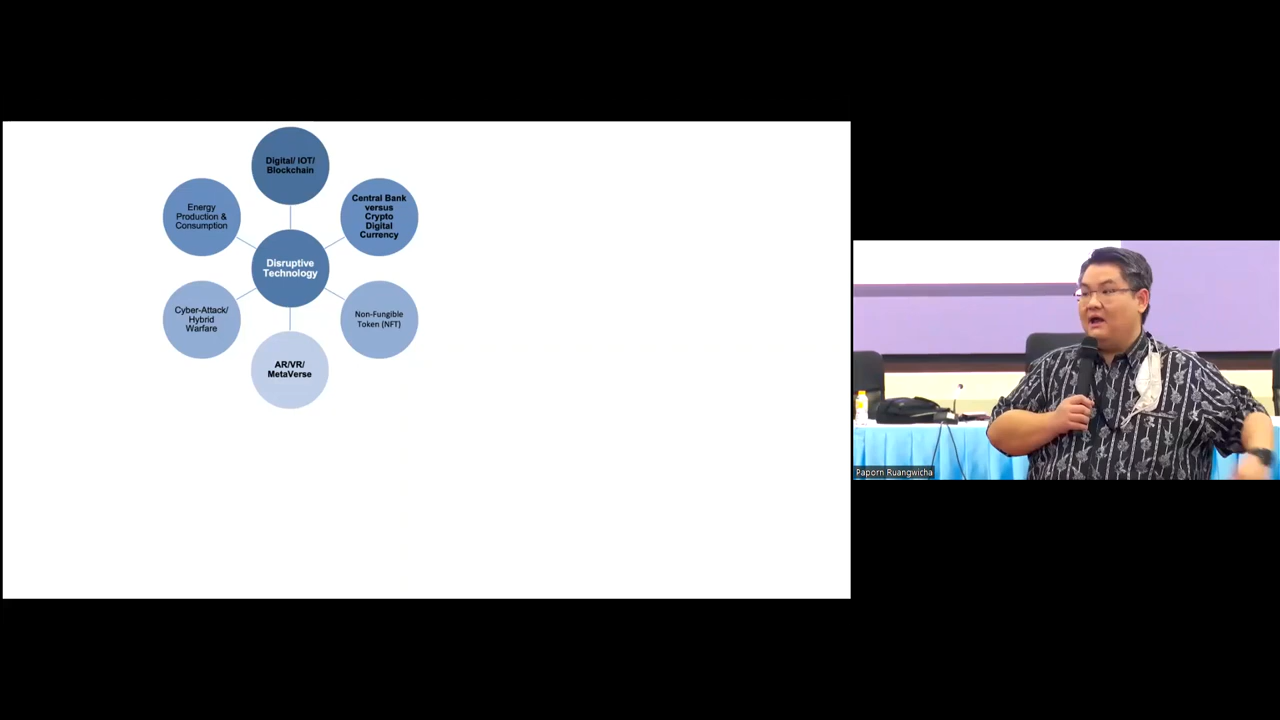 Digital/ IOT/
Blockchain
Central Bank
versus
Crypto
Digital
Currency
Non-Fungible
Token (NFT)
AR/VR/
MetaVerse
Cyber-Attack/
Hybrid
Warfare
Energy
Production &
Consumption
Disruptive
Technology
Paporn Ruangwicha